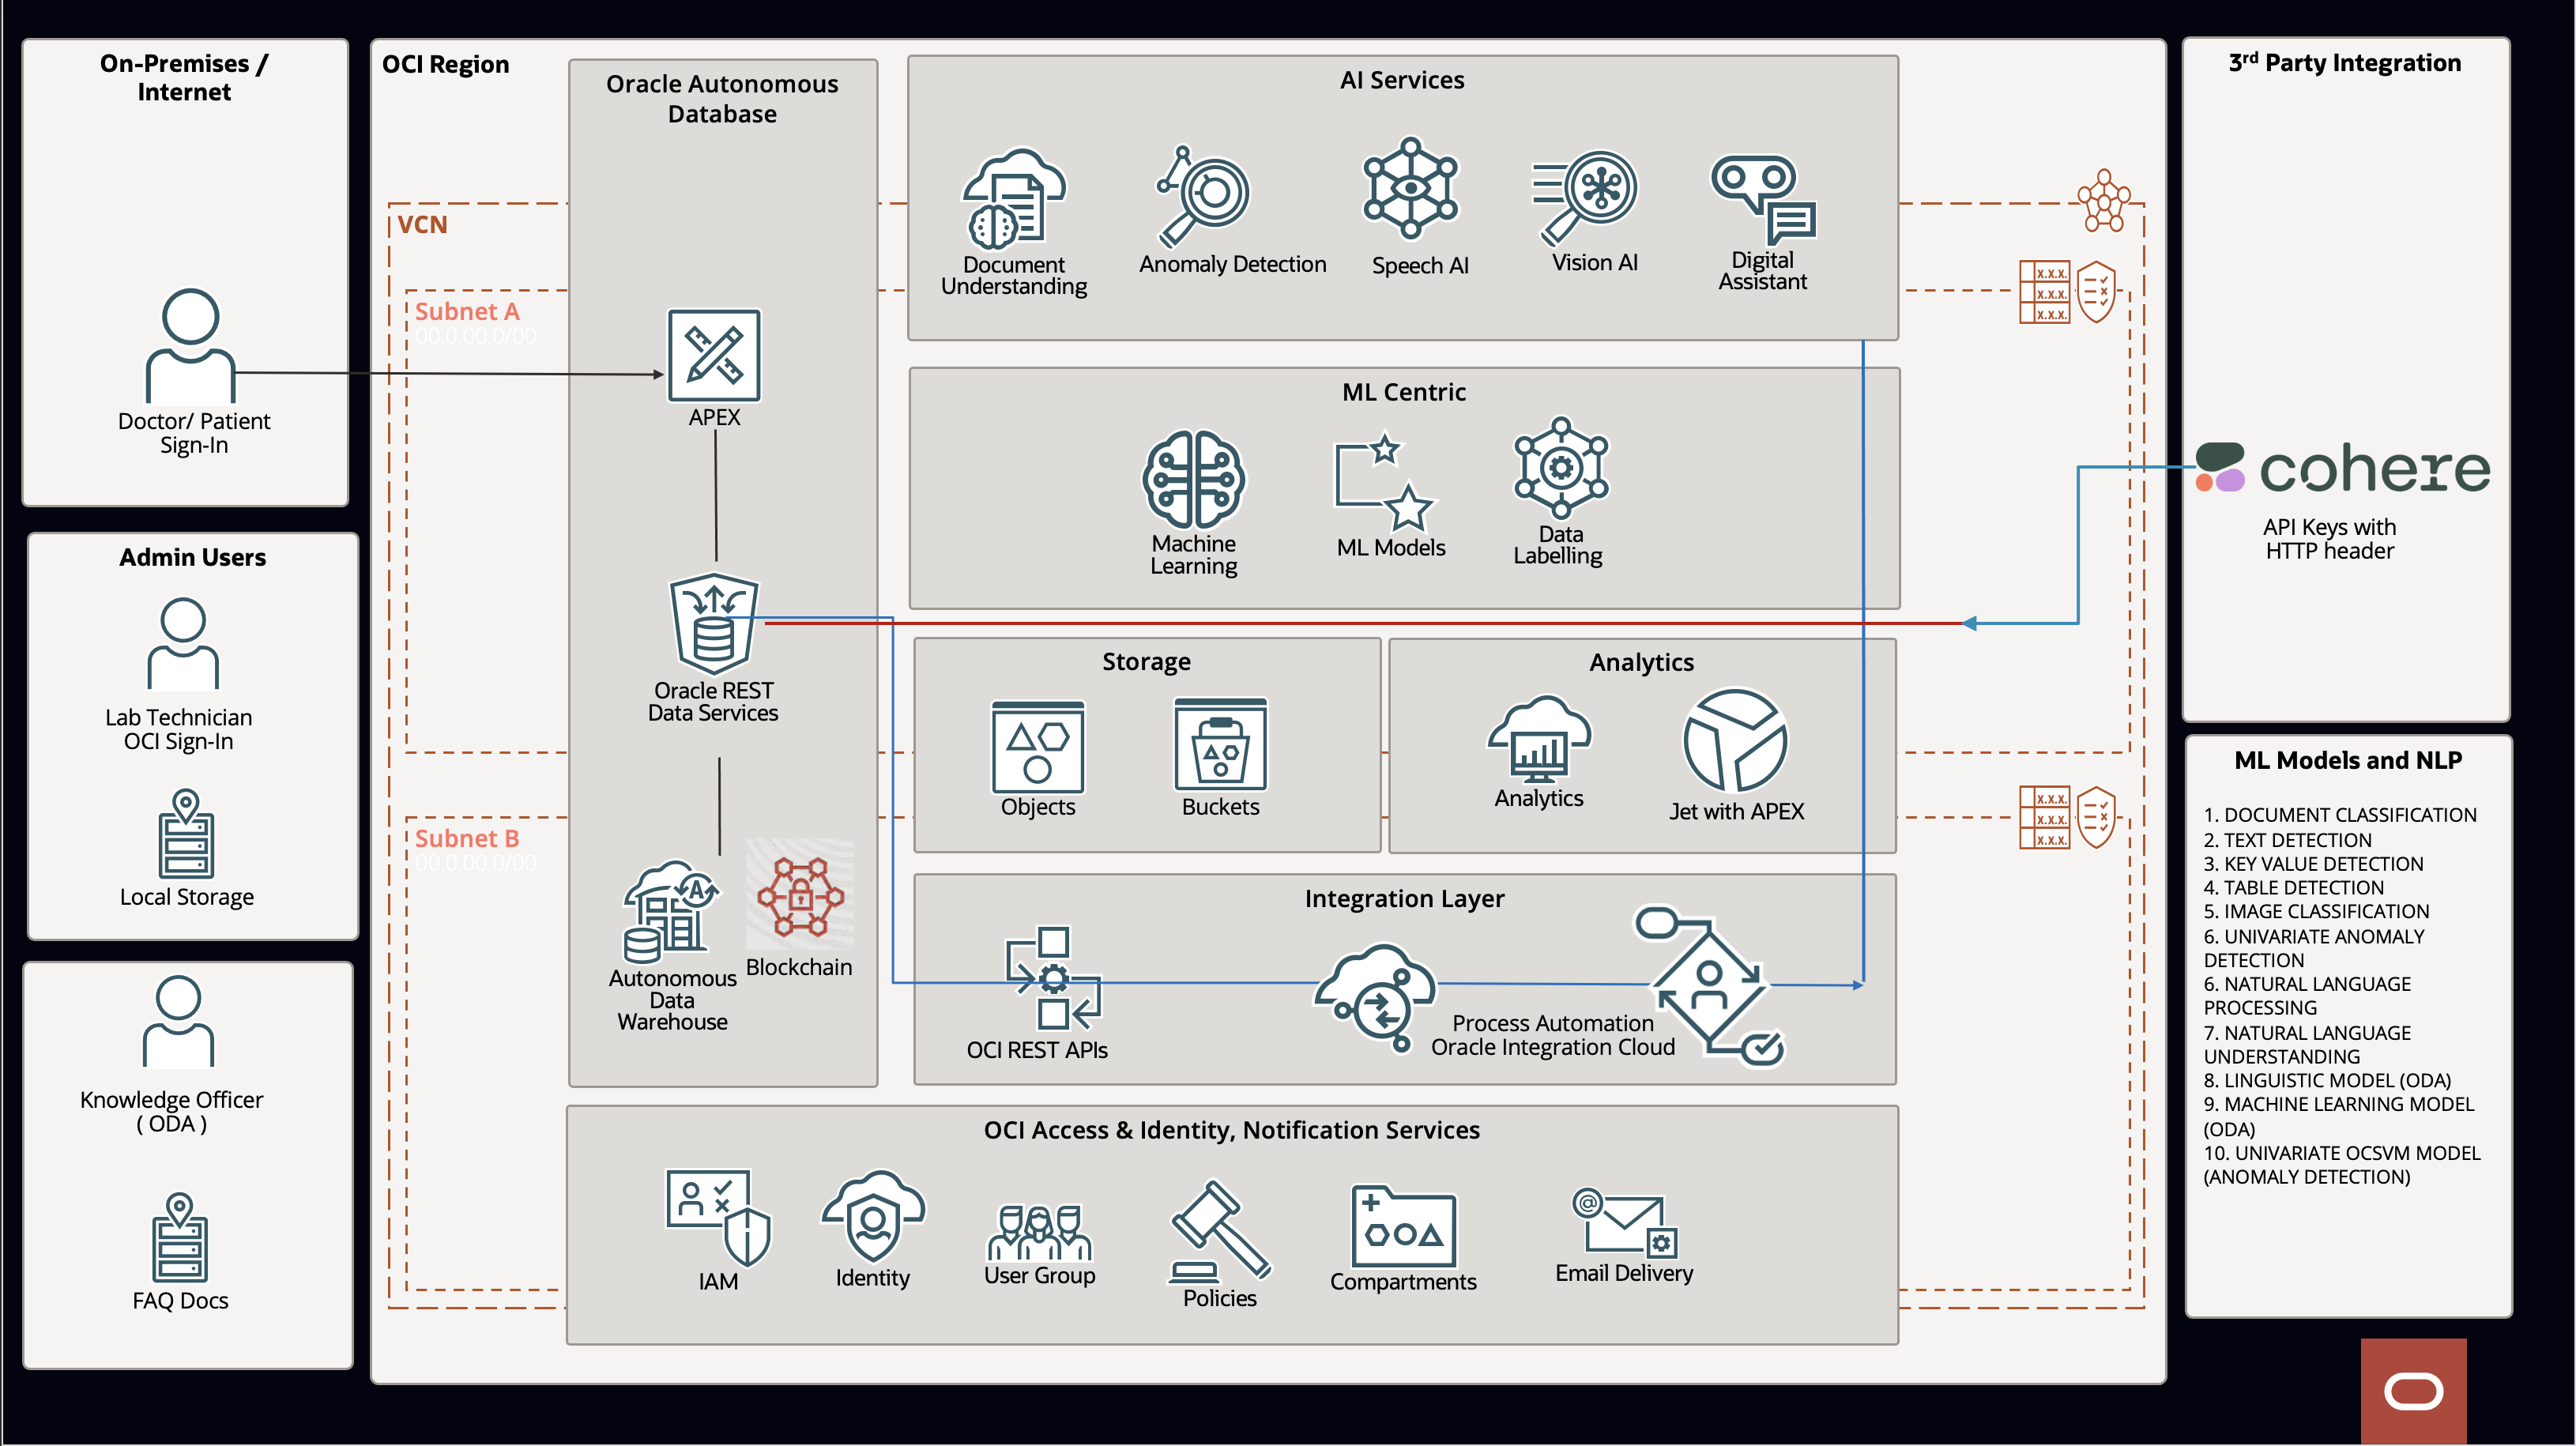 On-Premises /
Internet
Doctor/ Patient
Sign-In
Admin Users
Lab Technician
OCI Sign-In
Local Storage
Knowledge Officer
( ODA )
FAQ Docs
OCI Region
VCN
Subnet A
00.0.00.0/00
Subnet B
00.0.00.0/00
Oracle Autonomous
Database
APEX
Oracle REST
Data Services
A
Autonomous
Data
Warehouse
Blockchain
AI Services
Document
Understanding
Anomaly Detection
Speech AI
Vision AI
Digital
Assistant
ML Centric
Machine
Learning
ML Models
Data
Labelling
Storage
Objects
Buckets
Analytics
Analytics
Jet with APEX
Integration Layer
OCI REST APIs
Process Automation
Oracle Integration Cloud
OCI Access & Identity, Notification Services
IAM
Identity
User Group
Policies
Compartments
@
Email Delivery
x.x.x.
x.x.x.
x.x.x.
x.x.x.
x.x.x.
x.x.x.
3rd Party Integration
cohere
API Keys with
HTTP header
ML Models and NLP
1. DOCUMENT CLASSIFICATION
2. TEXT DETECTION
3. KEY VALUE DETECTION
4. TABLE DETECTION
5. IMAGE CLASSIFICATION
6. UNIVARIATE ANOMALY
DETECTION
6. NATURAL LANGUAGE
PROCESSING
7. NATURAL LANGUAGE
UNDERSTANDING
8. LINGUISTIC MODEL (ODA)
9. MACHINE LEARNING MODEL
(ODA)
10. UNIVARIATE OCSVM MODEL
(ANOMALY DETECTION)